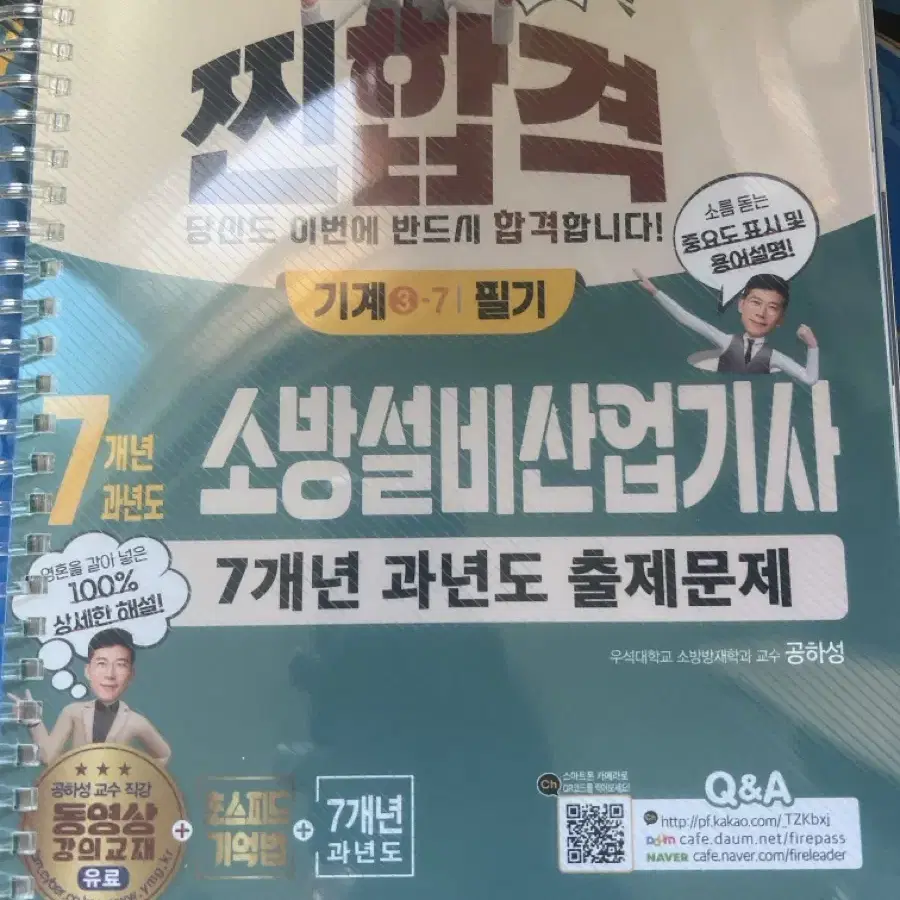 찐합격
당신도 이번에 반드시 합격합니다!
소름 돋는
중요도 표시 및
용어설명!
기계 3-7 | 필기
7개년
과년도
소방설비산업기사
7개년 과년도 출제문제
영혼을 갈아 넣은
100%
상세한 해설!
우석대학교 소방방재학과 교수 공하성
공하성 교수 직강
동영상
강의교재
유료
+
초스피드
기억법
+
7개년
과년도
Ch
스마트폰 카메라로
QR코드를 찍어보세요!
Q&A
http://pf.kakao.com/_TZKbxj
Daum cafe.daum.net/firepass
NAVER cafe.naver.com/fireleader